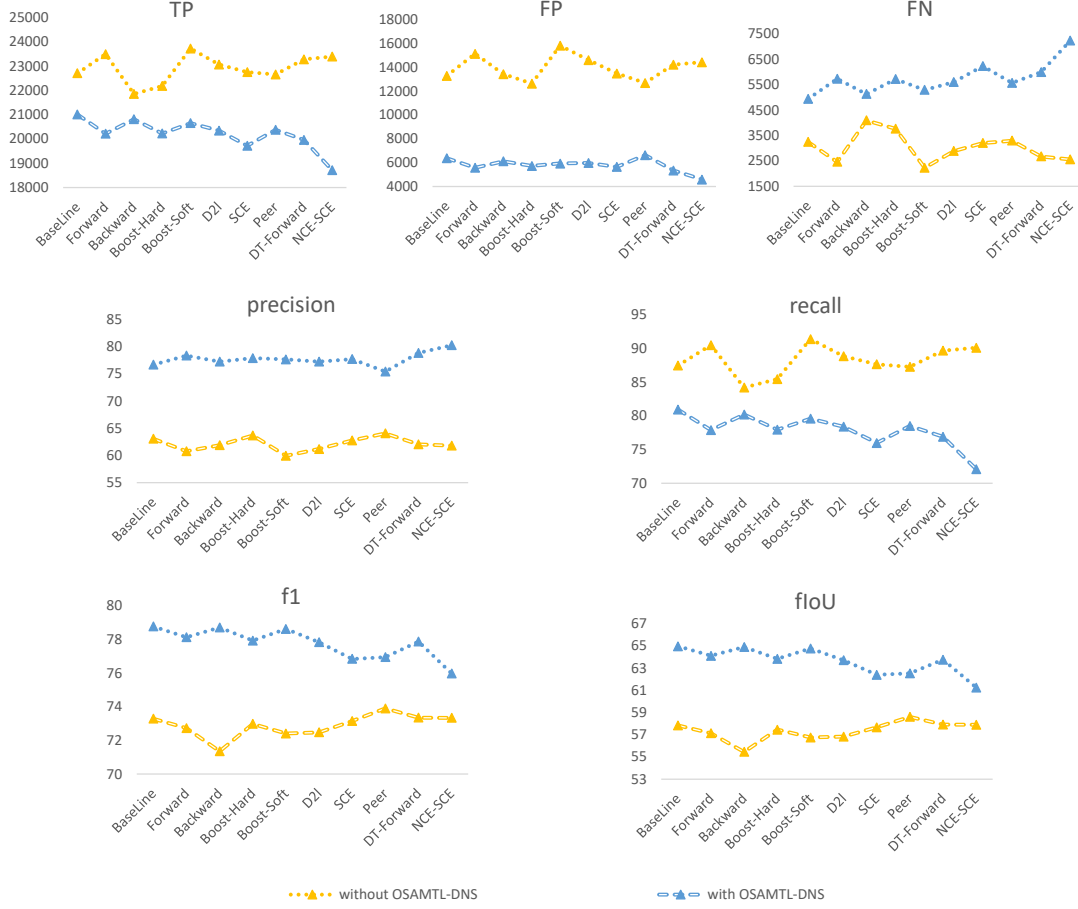 TP
25000
24000
23000
22000
21000
20000
19000
18000
BaseLine
Forward
Backward
Boost-Hard
Boost-Soft
D2l
SCE
Peer
DT-Forward
NCE-SCE
FP
18000
16000
14000
12000
10000
8000
6000
4000
BaseLine
Forward
Backward
Boost-Hard
Boost-Soft
D2l
SCE
Peer
DT-Forward
NCE-SCE
FN
7500
6500
5500
4500
3500
2500
1500
BaseLine
Forward
Backward
Boost-Hard
Boost-Soft
D2l
SCE
Peer
DT-Forward
NCE-SCE
precision
85
80
75
70
65
60
55
BaseLine
Forward
Backward
Boost-Hard
Boost-Soft
D2l
SCE
Peer
DT-Forward
NCE-SCE
recall
95
90
85
80
75
70
BaseLine
Forward
Backward
Boost-Hard
Boost-Soft
D2l
SCE
Peer
DT-Forward
NCE-SCE
f1
80
78
76
74
72
70
BaseLine
Forward
Backward
Boost-Hard
Boost-Soft
D2l
SCE
Peer
DT-Forward
NCE-SCE
fIoU
67
65
63
61
59
57
55
53
BaseLine
Forward
Backward
Boost-Hard
Boost-Soft
D2l
SCE
Peer
DT-Forward
NCE-SCE
without OSAMTL-DNS
with OSAMTL-DNS